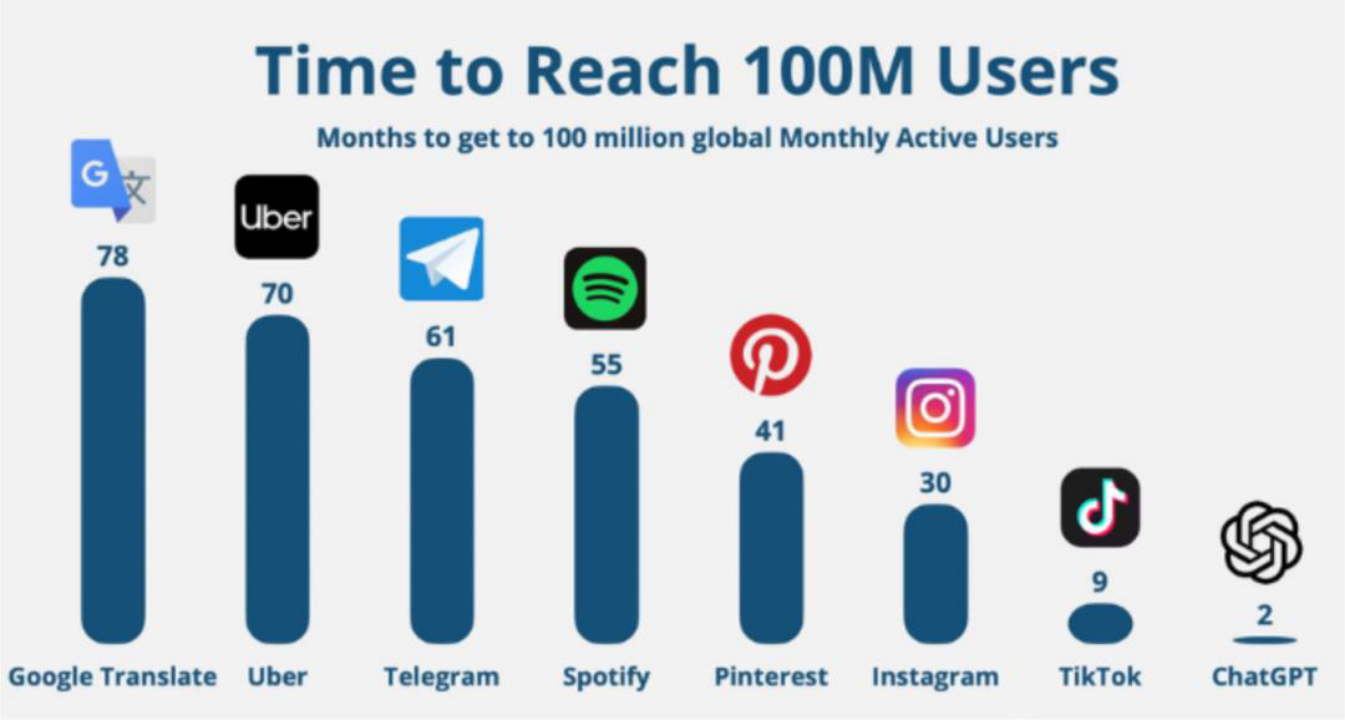 Time to Reach 100M Users
Months to get to 100 million global Monthly Active Users
G 文
Uber
78
70
61
55
41
30
9
2
Google Translate
Uber
Telegram
Spotify
Pinterest
Instagram
TikTok
ChatGPT